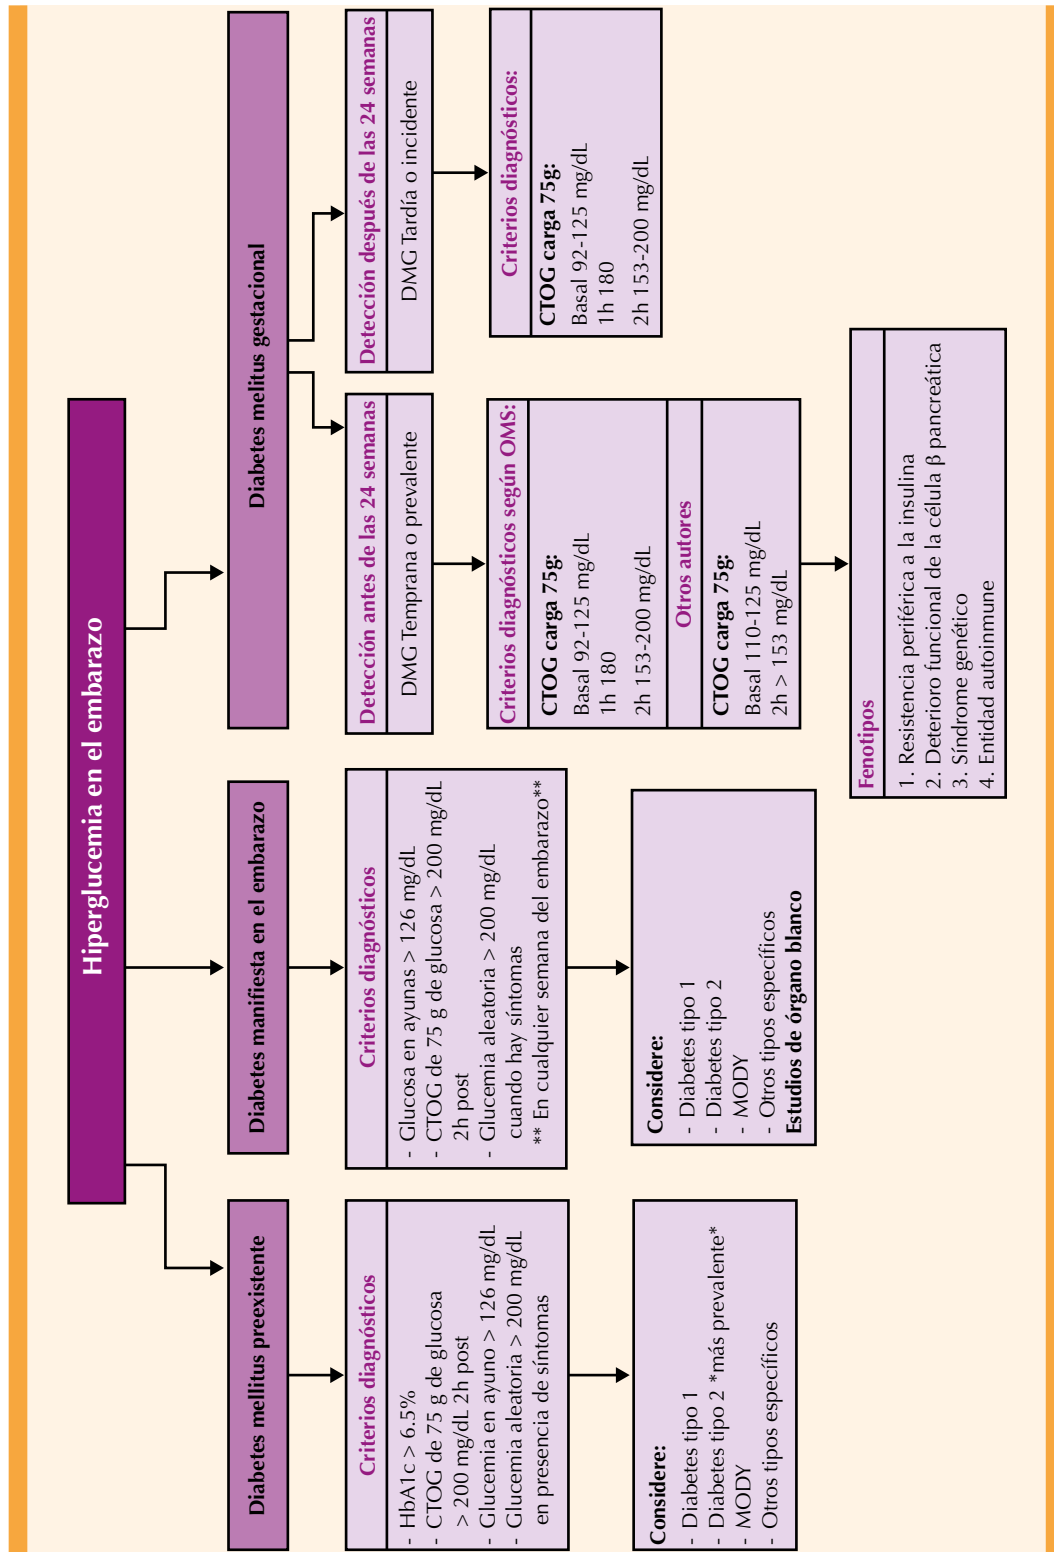 Hiperglucemia en el embarazo
Diabetes mellitus preexistente
Criterios diagnósticos
- HbA1c > 6.5%
- CTOG de 75 g de glucosa
> 200 mg/dL 2h post
- Glucemia en ayuno > 126 mg/dL
- Glucemia aleatoria > 200 mg/dL
en presencia de síntomas
Considere:
- Diabetes tipo 1
- Diabetes tipo 2 *más prevalente*
- MODY
- Otros tipos específicos
Diabetes manifiesta en el embarazo
Criterios diagnósticos
- Glucosa en ayunas > 126 mg/dL
- CTOG de 75 g de glucosa > 200 mg/dL
2h post
- Glucemia aleatoria > 200 mg/dL
cuando hay síntomas
** En cualquier semana del embarazo**
Considere:
- Diabetes tipo 1
- Diabetes tipo 2
- MODY
- Otros tipos específicos
Estudios de órgano blanco
Diabetes melitus gestacional
Detección antes de las 24 semanas
DMG Temprana o prevalente
Criterios diagnósticos según OMS:
CTOG carga 75g:
Basal 92-125 mg/dL
1h 180
2h 153-200 mg/dL
Otros autores
CTOG carga 75g:
Basal 110-125 mg/dL
2h > 153 mg/dL
Fenotipos
1. Resistencia periférica a la insulina
2. Deterioro funcional de la célula β pancreática
3. Síndrome genético
4. Entidad autoinmune
Detección después de las 24 semanas
DMG Tardía o incidente
Criterios diagnósticos:
CTOG carga 75g:
Basal 92-125 mg/dL
1h 180
2h 153-200 mg/dL